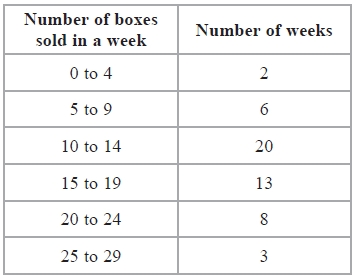 Number of boxes
sold in a week
Number of weeks
0 to 4
2
5 to 9
6
10 to 14
20
15 to 19
13
20 to 24
8
25 to 29
3